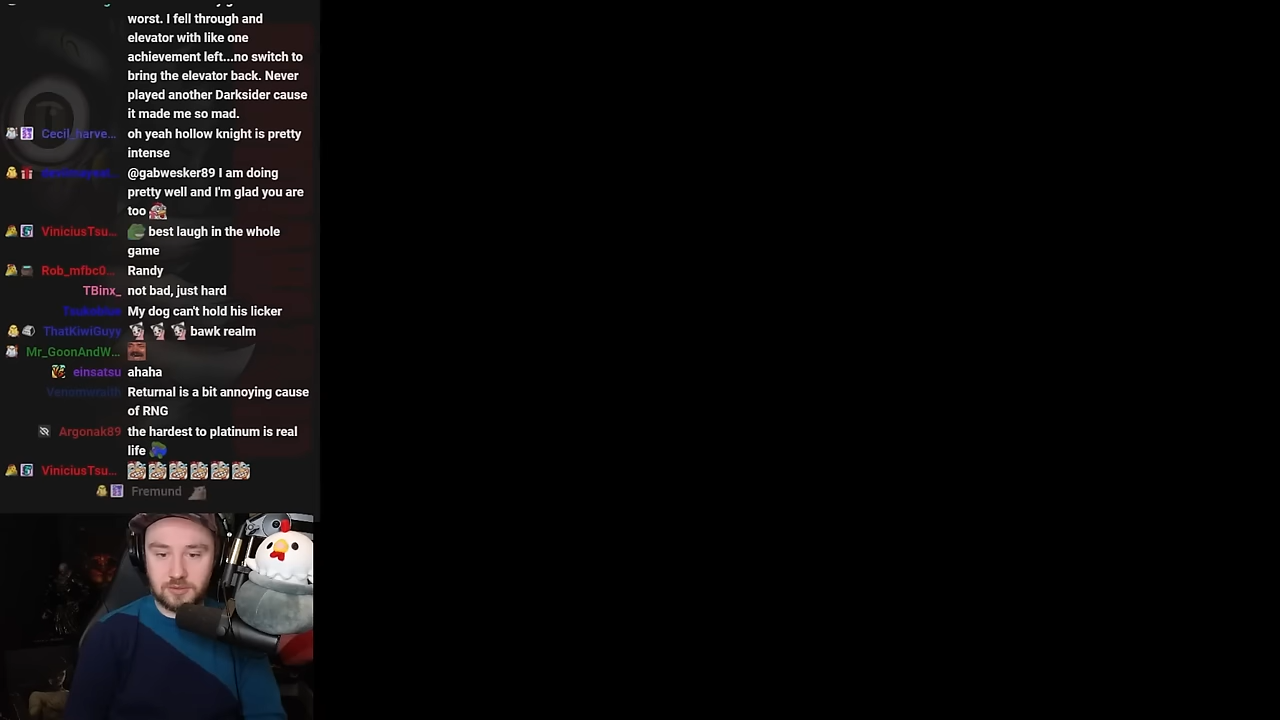 worst. I fell through and
elevator with like one
achievement left...no switch to
bring the elevator back. Never
played another Darksider cause
it made me so mad.
Cecil_harve... oh yeah hollow knight is pretty
intense
@gabwesker89 I am doing
pretty well and I'm glad you are
too
ViniciusTsu... best laugh in the whole
game
Rob_mfbc0... Randy
TBinx_ not bad, just hard
My dog can't hold his licker
ThatKiwiGuyy bawk realm
Mr_GoonAndW...
einsatsu ahaha
Venomwraith Returnal is a bit annoying cause
of RNG
Argonak89 the hardest to platinum is real
life
ViniciusTsu...
Fremund